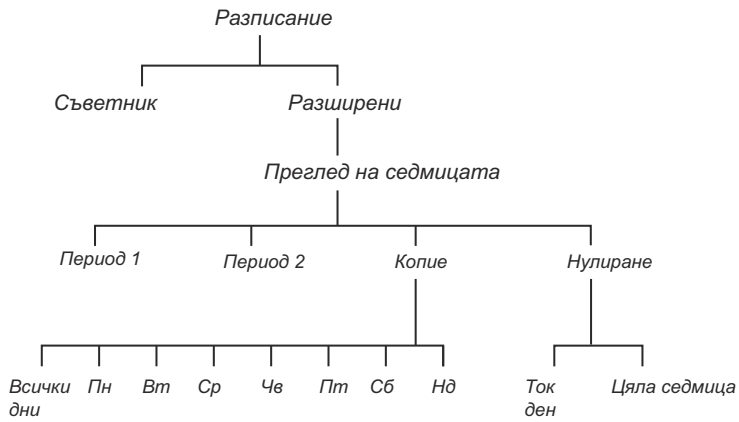 Разписание
Съветник
Разширени
Преглед на седмицата
Период 1
Период 2
Копие
Нулиране
Всички
дни
Пн
Вт
Ср
Чв
Пт
Сб
Нд
Ток
ден
Цяла седмица